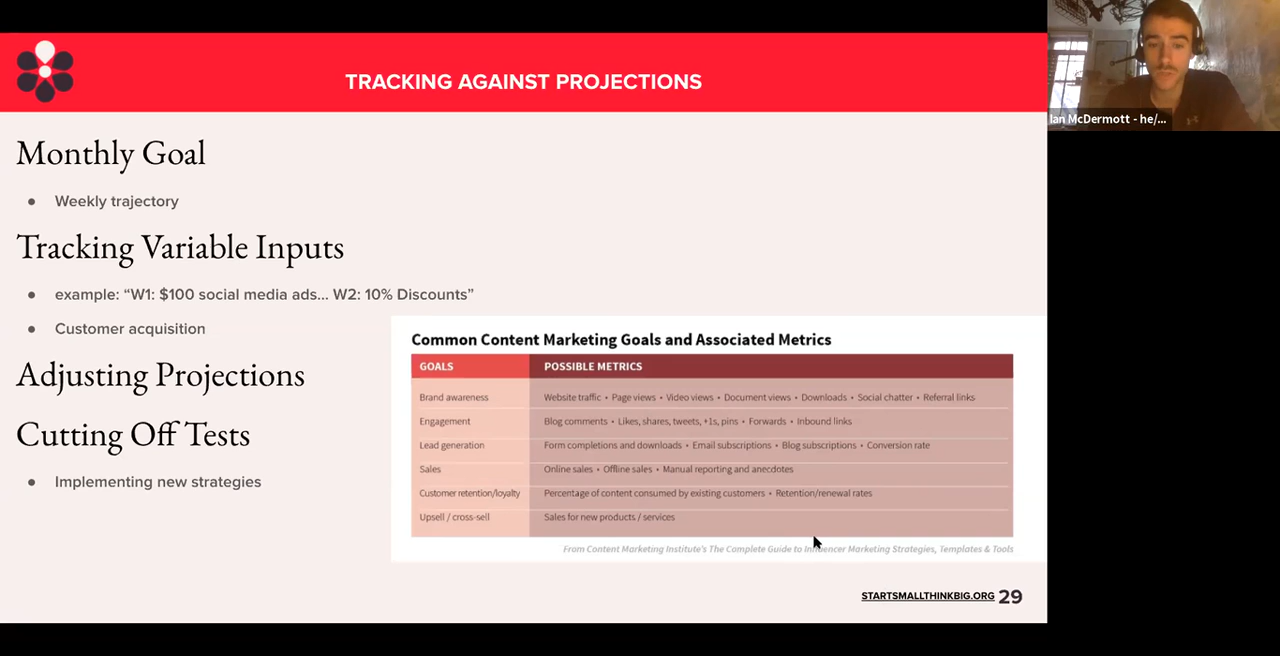 TRACKING AGAINST PROJECTIONS
Ian McDermott - he/...
Monthly Goal
● Weekly trajectory
Tracking Variable Inputs
● example: “W1: $100 social media ads... W2: 10% Discounts”
● Customer acquisition
Adjusting Projections
Cutting Off Tests
● Implementing new strategies
Common Content Marketing Goals and Associated Metrics
GOALS POSSIBLE METRICS
Brand awareness Website traffic • Page views • Video views • Document views • Downloads • Social chatter • Referral links
Engagement Blog comments • Likes, shares, tweets, +1s, pins • Forwards • Inbound links
Lead generation Form completions and downloads • Email subscriptions • Blog subscriptions • Conversion rate
Sales Online sales • Offline sales • Manual reporting and anecdotes
Customer retention/loyalty Percentage of content consumed by existing customers • Retention/renewal rates
Upsell / cross-sell Sales for new products / services
From Content Marketing Institute's The Complete Guide to Influencer Marketing Strategies, Templates & Tools
STARTSMALLTHINKBIG.ORG 29